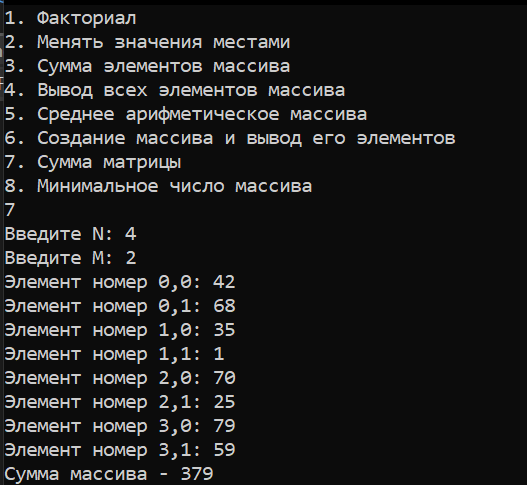 1. Факториал
2. Менять значения местами
3. Сумма элементов массива
4. Вывод всех элементов массива
5. Среднее арифметическое массива
6. Создание массива и вывод его элементов
7. Сумма матрицы
8. Минимальное число массива
7
Введите N: 4
Введите M: 2
Элемент номер 0,0: 42
Элемент номер 0,1: 68
Элемент номер 1,0: 35
Элемент номер 1,1: 1
Элемент номер 2,0: 70
Элемент номер 2,1: 25
Элемент номер 3,0: 79
Элемент номер 3,1: 59
Сумма массива - 379